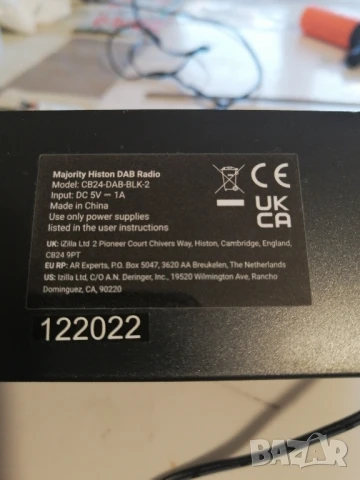 Majority Histon DAB Radio
Model: CB24-DAB-BLK-2
Input: DC 5V ⎓ 1A
Made in China
Use only power supplies
listed in the user instructions
CE
UK
CA
UK: iZilla Ltd 2 Pioneer Court Chivers Way, Histon, Cambridge, England,
CB24 9PT
EU RP: AR Experts, P.O. Box 5047, 3620 AA Breukelen, The Netherlands
US: Izilla Ltd, C/O A.N. Deringer, Inc., 19520 Wilmington Ave, Rancho
Dominguez, CA, 90220
122022
BAZAR